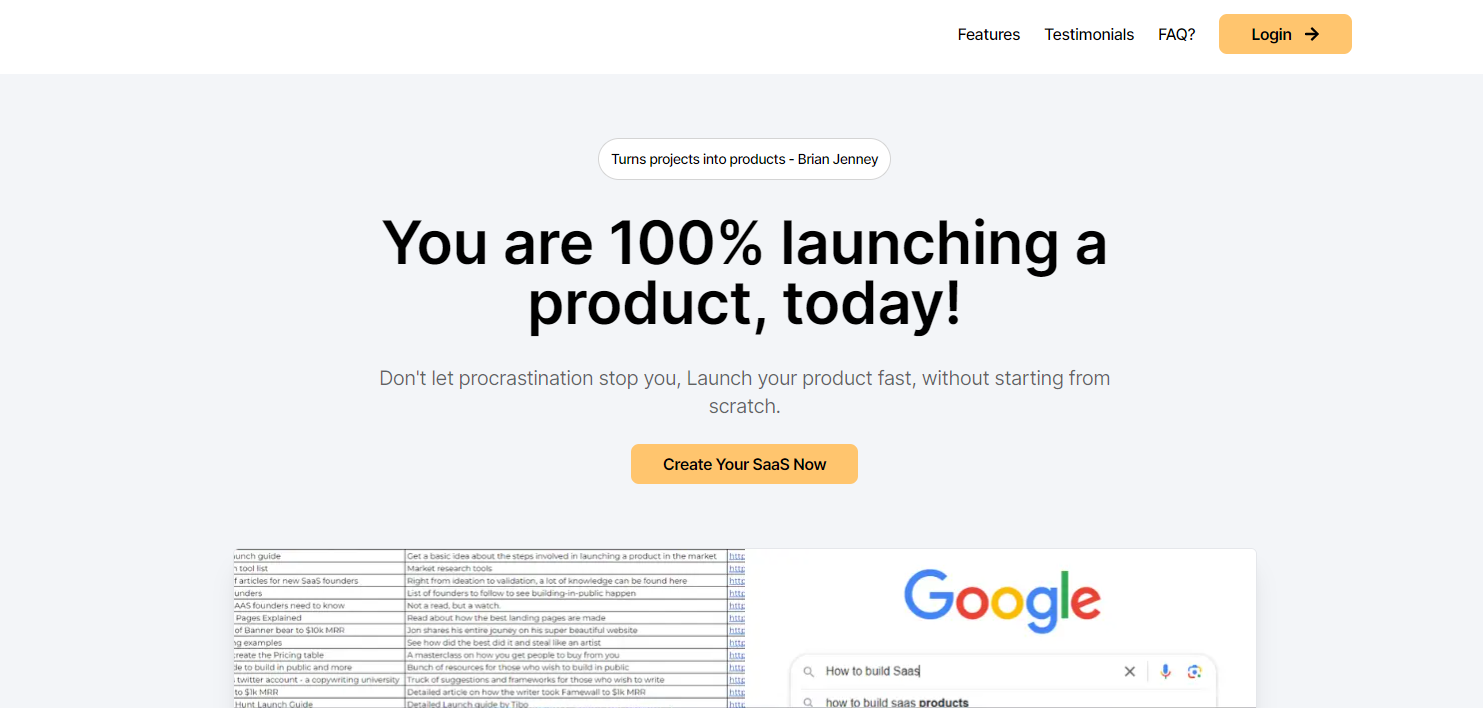 Features Testimonials FAQ? Login
Turns projects into products - Brian Jenney
You are 100% launching a
product, today!
Don't let procrastination stop you, Launch your product fast, without starting from
scratch.
Create Your SaaS Now
launch guide Get a basic idea about the steps involved in launching a product in the market http
tool list Market research tools http
f articles for new SaaS founders Right from ideation to validation, a lot of knowledge can be found here http
unders List of founders to follow to see building-in-public happen http
AAS founders need to know Not a read, but a watch. http
Pages Explained Read about how the best landing pages are made http
of Banner bear to $10k MRR Jon shares his entire jouney on his super beautiful website http
g examples See how did the best did it and steal like an artist http
create the Pricing table A masterclass on how you get people to buy from you http
de to build in public and more Bunch of resources for those who wish to build in public http
twitter account - a copywriting university Truck of suggestions and frameworks for those who wish to write http
to $1k MRR Detailed article on how the writer took Famewall to $1k MRR http
Hunt Launch Guide Detailed Launch guide by Tibo http
Google
How to build Saas
how to build saas products